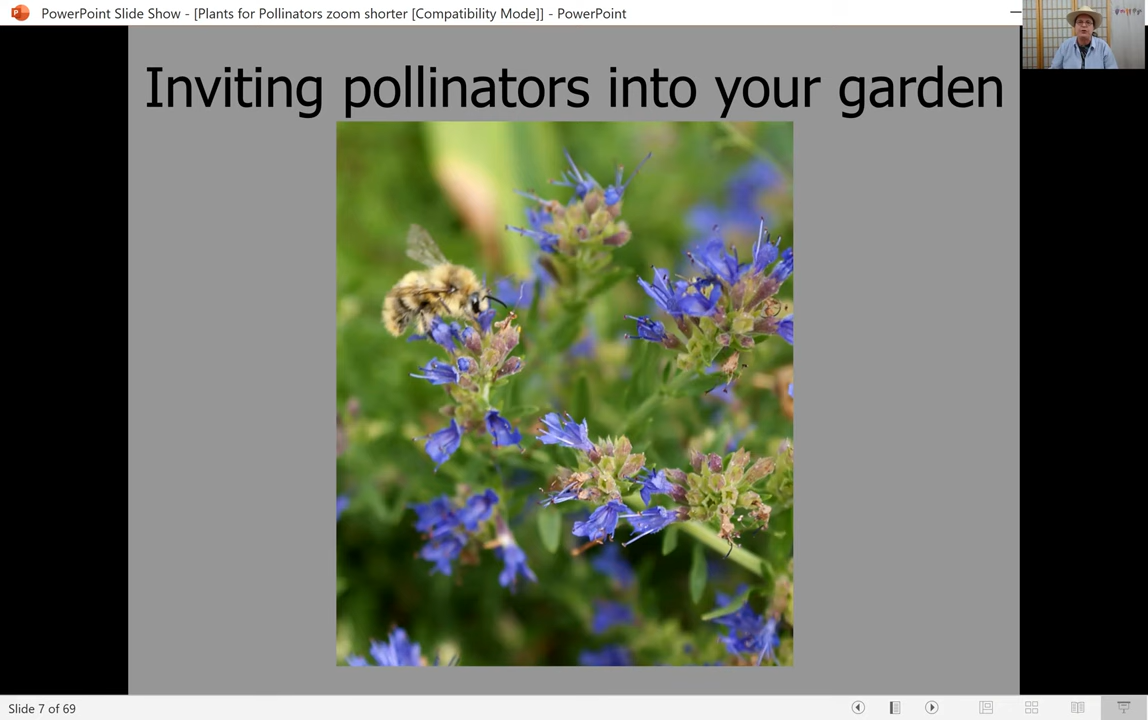 PowerPoint Slide Show - [Plants for Pollinators zoom shorter [Compatibility Mode]] - PowerPoint
Inviting pollinators into your garden
Slide 7 of 69